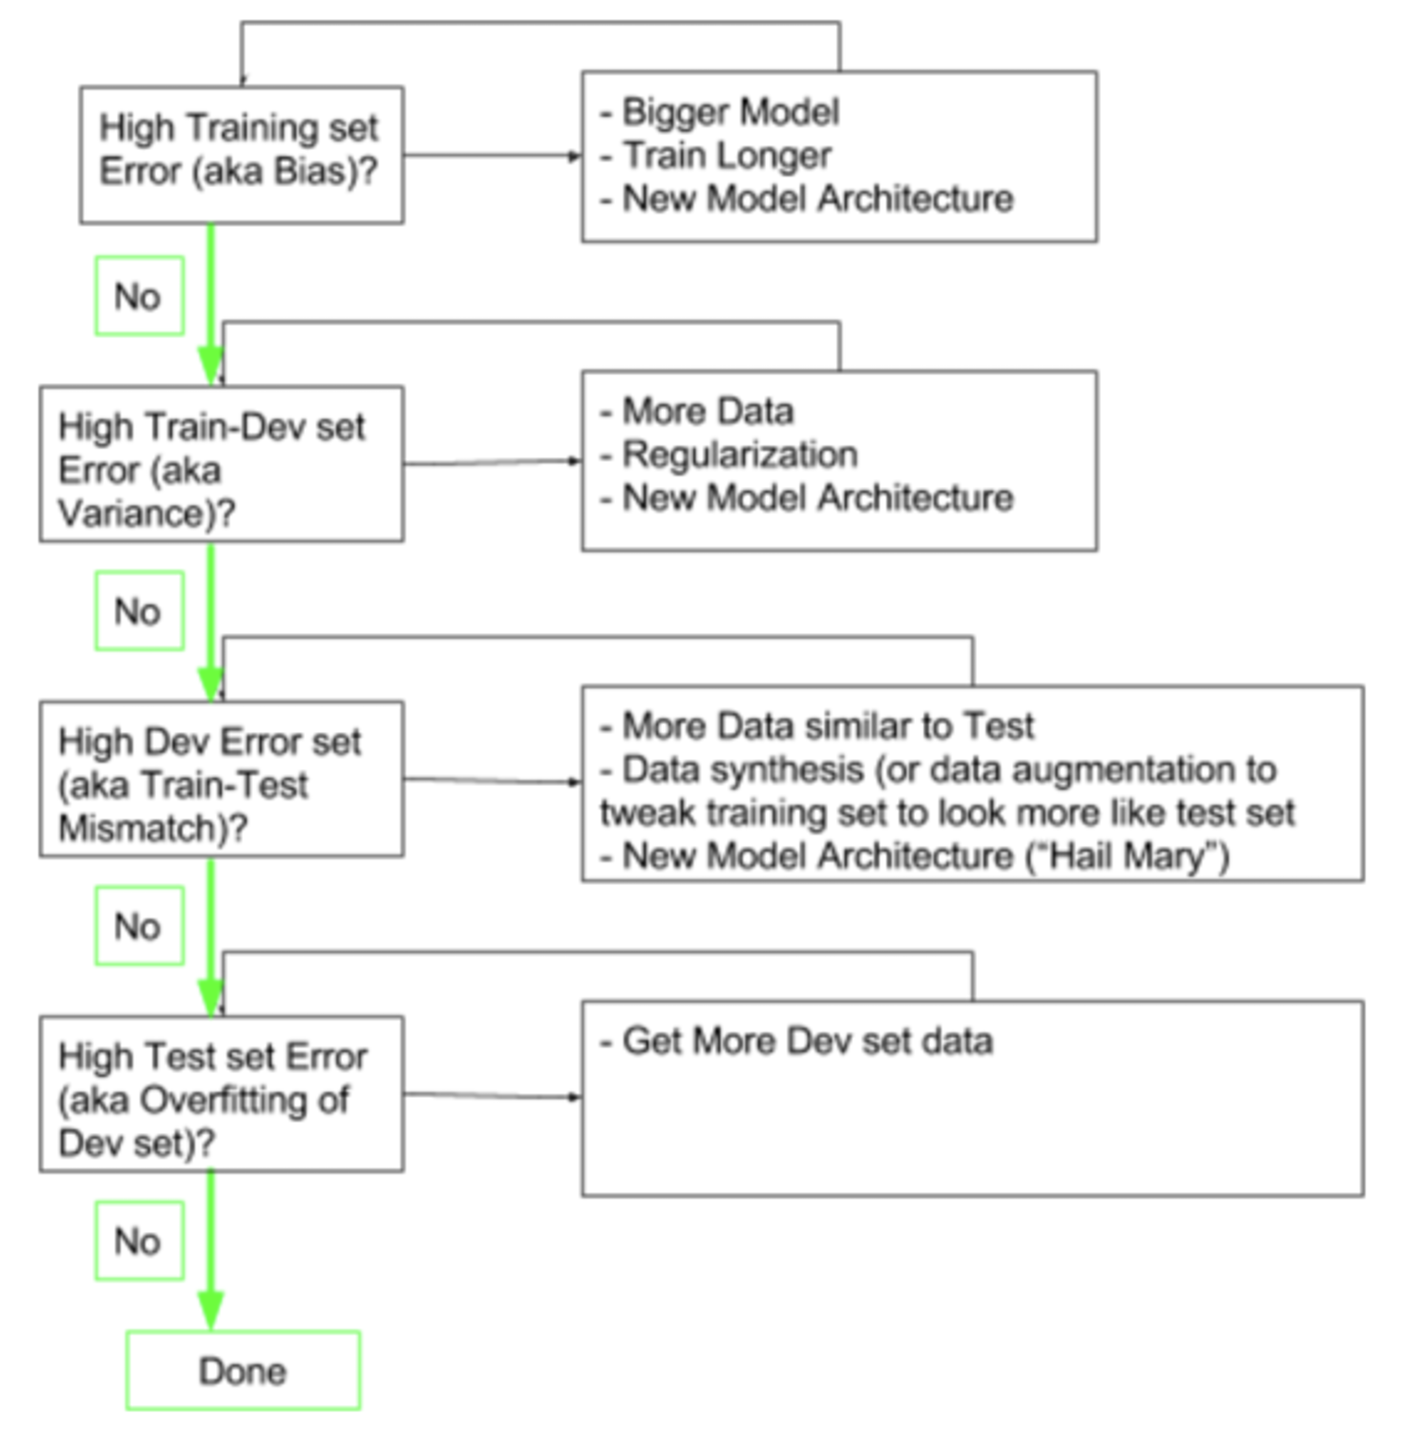 High Training set
Error (aka Bias)?
- Bigger Model
- Train Longer
- New Model Architecture
No
High Train-Dev set
Error (aka
Variance)?
- More Data
- Regularization
- New Model Architecture
No
High Dev Error set
(aka Train-Test
Mismatch)?
- More Data similar to Test
- Data synthesis (or data augmentation to
tweak training set to look more like test set
- New Model Architecture (“Hail Mary”)
No
High Test set Error
(aka Overfitting of
Dev set)?
- Get More Dev set data
No
Done